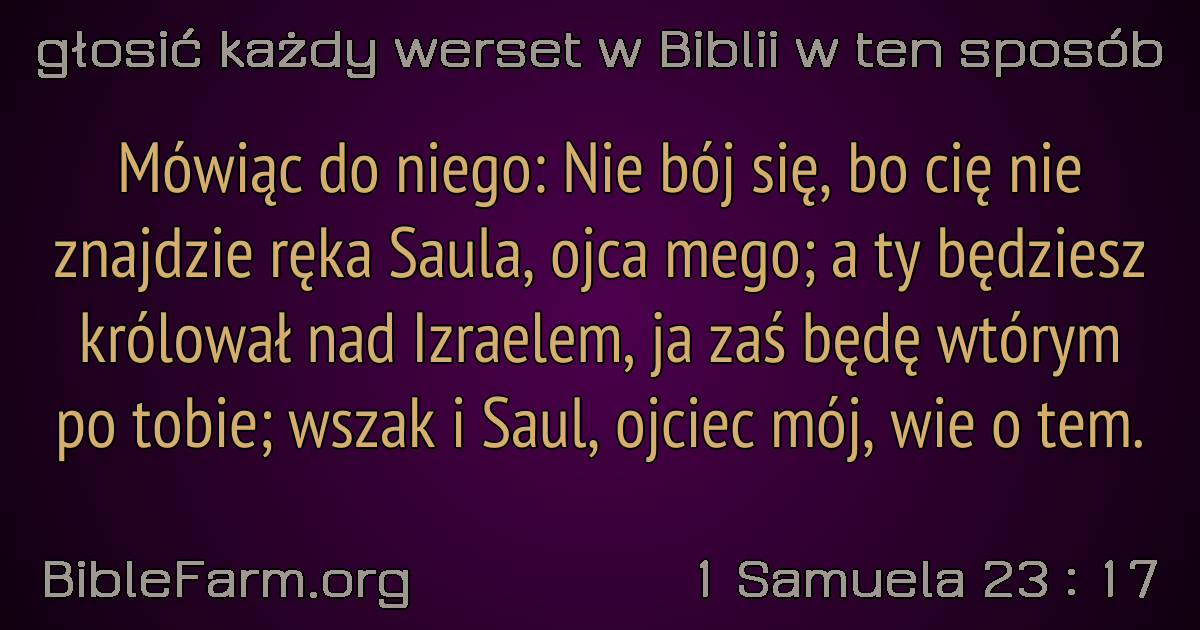 głosić każdy werset w Biblii w ten sposób
Mówiąc do niego: Nie bój się, bo cię nie
znajdzie ręka Saula, ojca mego; a ty będziesz
królował nad Izraelem, ja zaś będę wtórym
po tobie; wszak i Saul, ojciec mój, wie o tem.
BibleFarm.org
1 Samuela 23 : 17